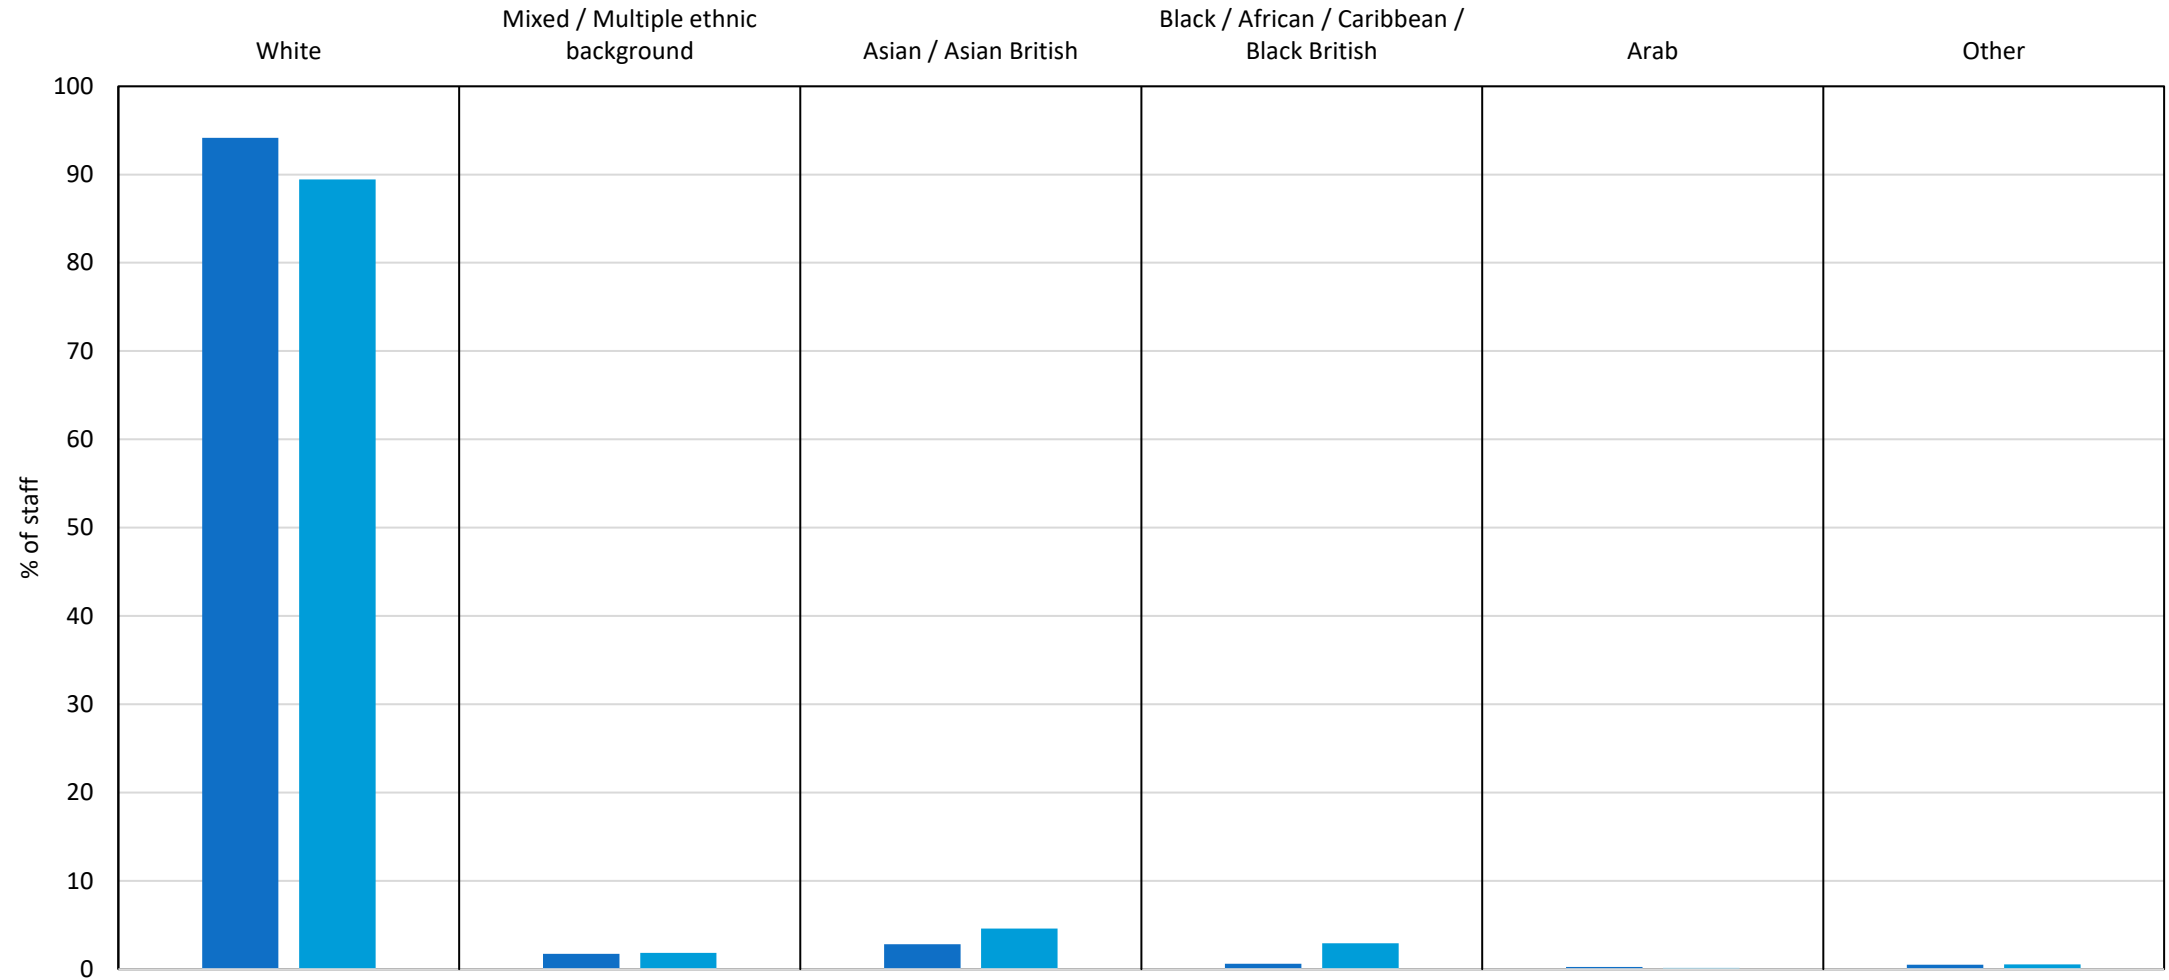 Mixed / Multiple ethnic
Black / African / Caribbean /
White
background
Asian / Asian British
Black British
Arab
Other
100
90
80
70
60
50
40
30
20
10
0
% of staff